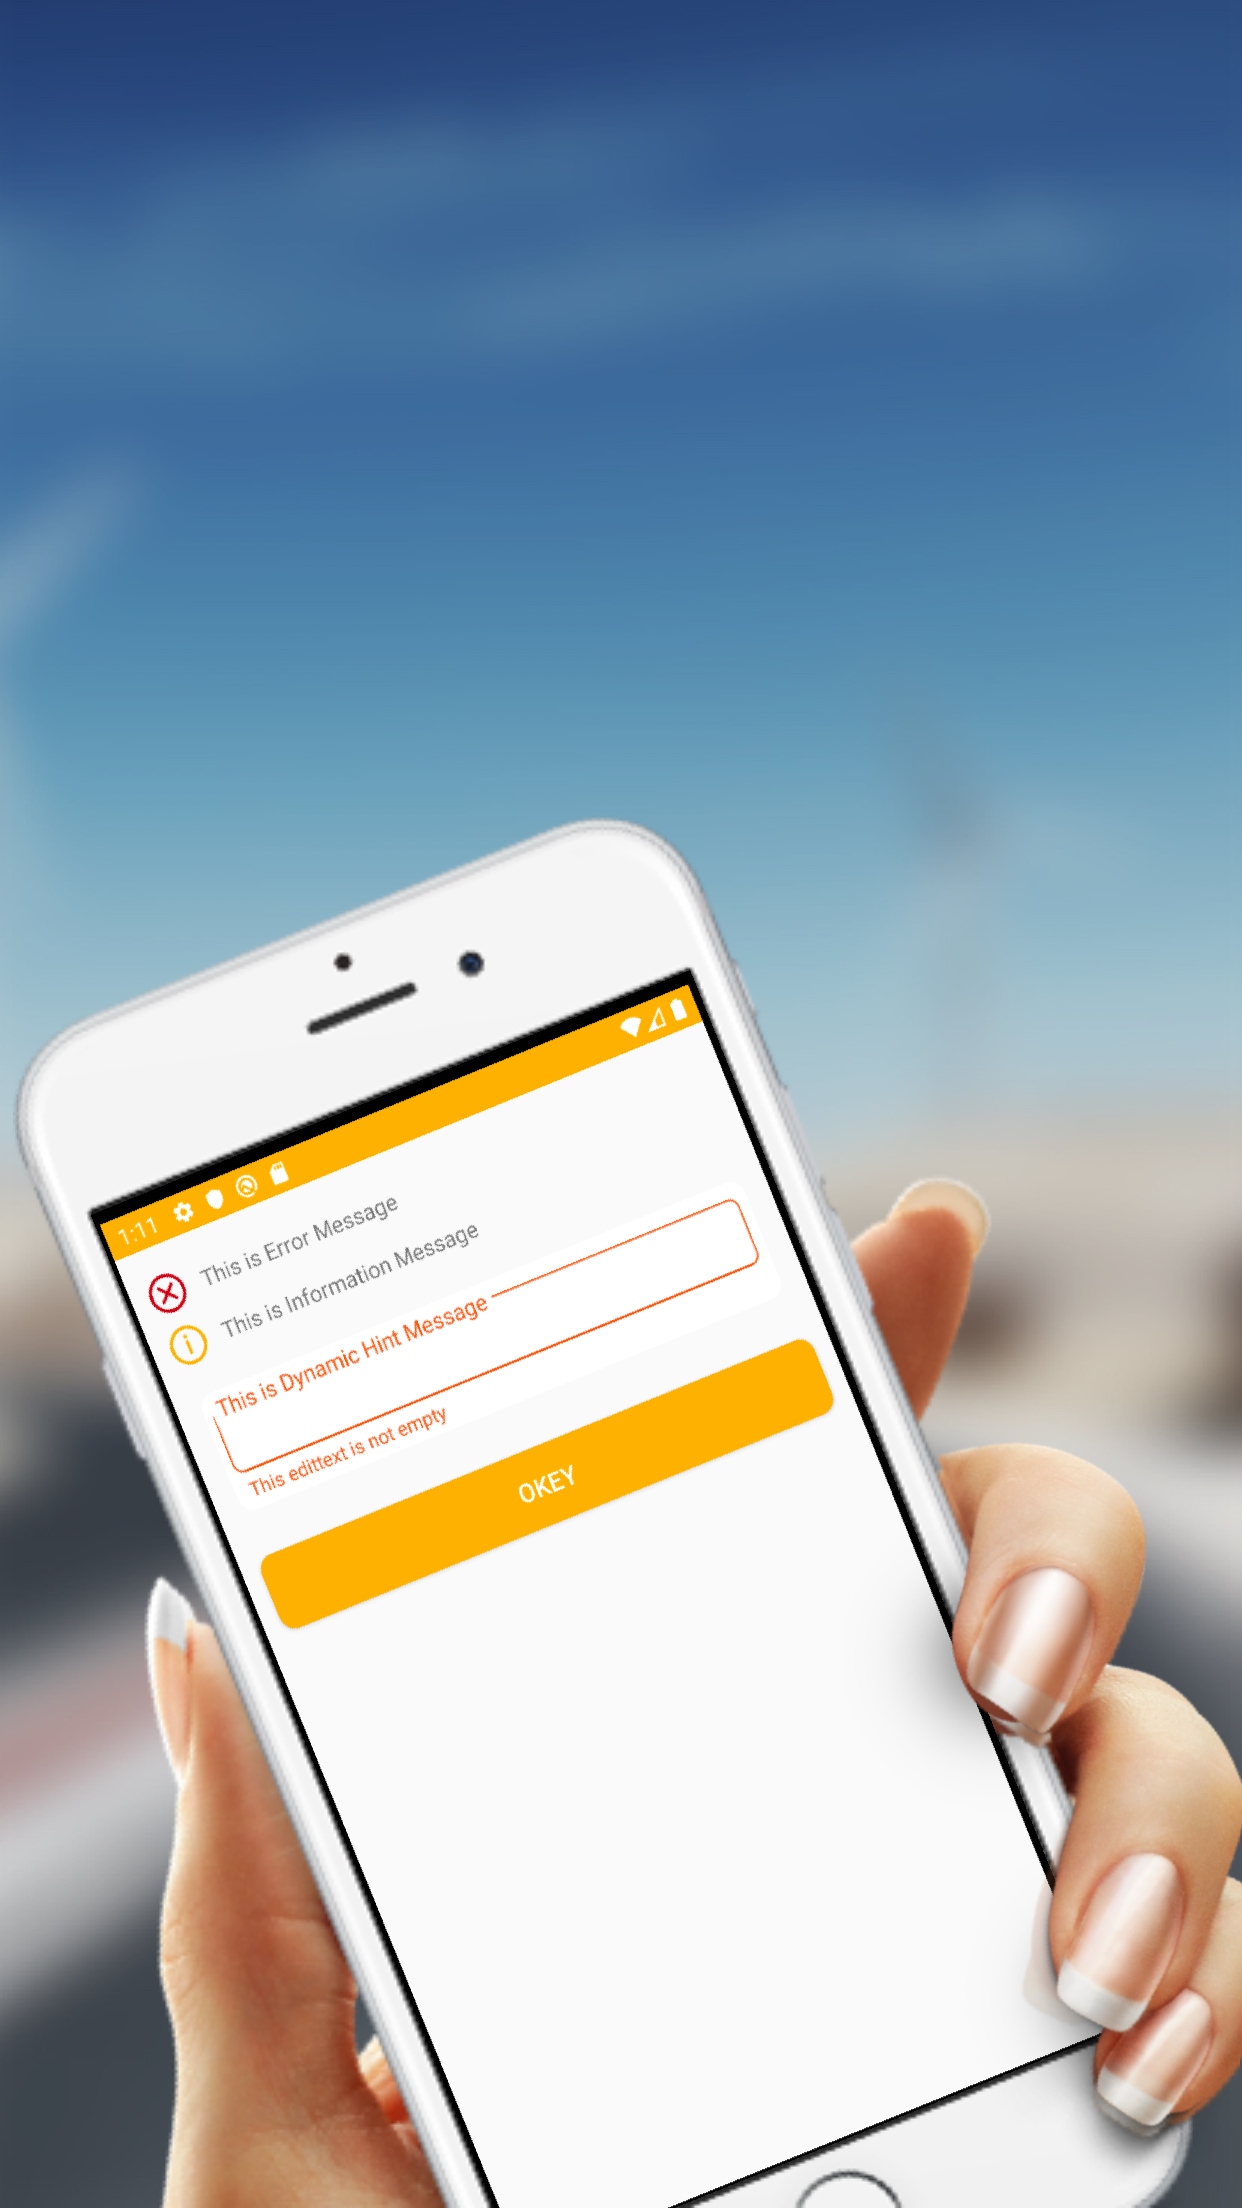 1:11
This is Error Message
This is Information Message
This is Dynamic Hint Message
This edittext is not empty
OKEY